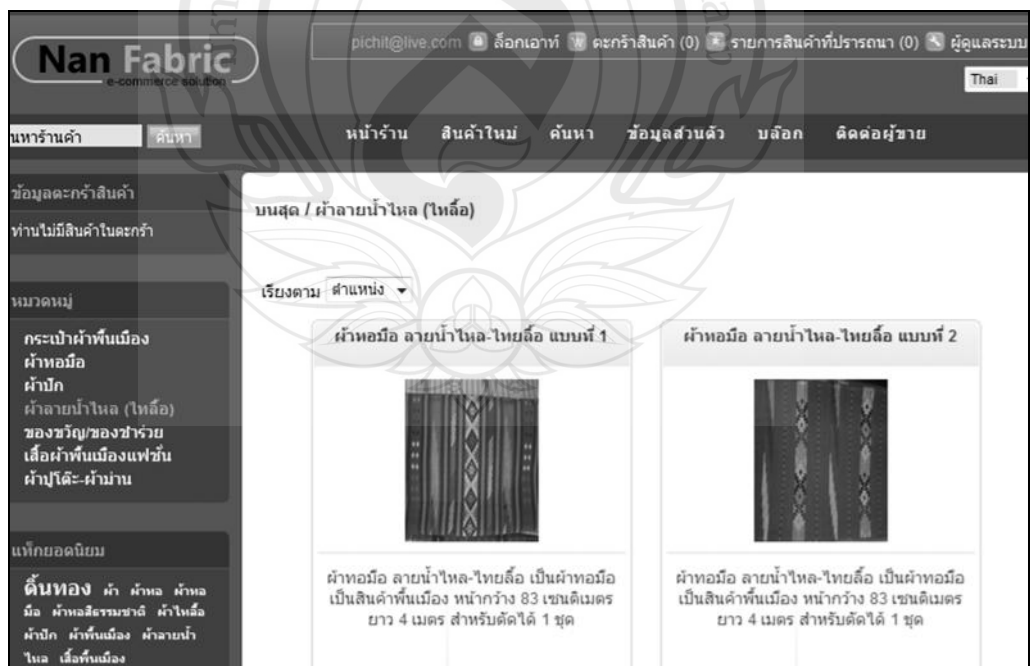 pichit@live.com ล็อกเอาท์ ตะกร้าสินค้า (0) รายการสินค้าที่ปรารถนา (0) ผู้ดูแลระบบ
Nan Fabric
e-commerce solution
Thai
นหาร้านค้า ค้นหา
หน้าร้าน สินค้าใหม่ ค้นหา ข้อมูลส่วนตัว บล๊อก ติดต่อผู้ขาย
ข้อมูลตะกร้าสินค้า
ท่านไม่มีสินค้าในตะกร้า
หมวดหมู่
กระเป๋าผ้าพื้นเมือง
ผ้าทอมือ
ผ้าปัก
ผ้าลายน้ำไหล (ไทลื้อ)
ของขวัญ/ของชำร่วย
เสื้อผ้าพื้นเมืองแฟชั่น
ผ้าปูโต๊ะ-ผ้าม่าน
แท็กยอดนิยม
ดิ้นทอง ผ้า ผ้าทอ ผ้าทอ
มือ ผ้าทอสีธรรมชาติ ผ้าไทลื้อ
ผ้าปัก ผ้าพื้นเมือง ผ้าลายน้ำ
ไหล เสื้อพื้นเมือง
บนสุด / ผ้าลายน้ำไหล (ไทลื้อ)
เรียงตาม ตำแหน่ง
ผ้าทอมือ ลายน้ำไหล-ไทยลื้อ แบบที่ 1
ผ้าทอมือ ลายน้ำไหล-ไทยลื้อ เป็นผ้าทอมือ
เป็นสินค้าพื้นเมือง หน้ากว้าง 83 เซนติเมตร
ยาว 4 เมตร สำหรับตัดได้ 1 ชุด
ผ้าทอมือ ลายน้ำไหล-ไทยลื้อ แบบที่ 2
ผ้าทอมือ ลายน้ำไหล-ไทยลื้อ เป็นผ้าทอมือ
เป็นสินค้าพื้นเมือง หน้ากว้าง 83 เซนติเมตร
ยาว 4 เมตร สำหรับตัดได้ 1 ชุด